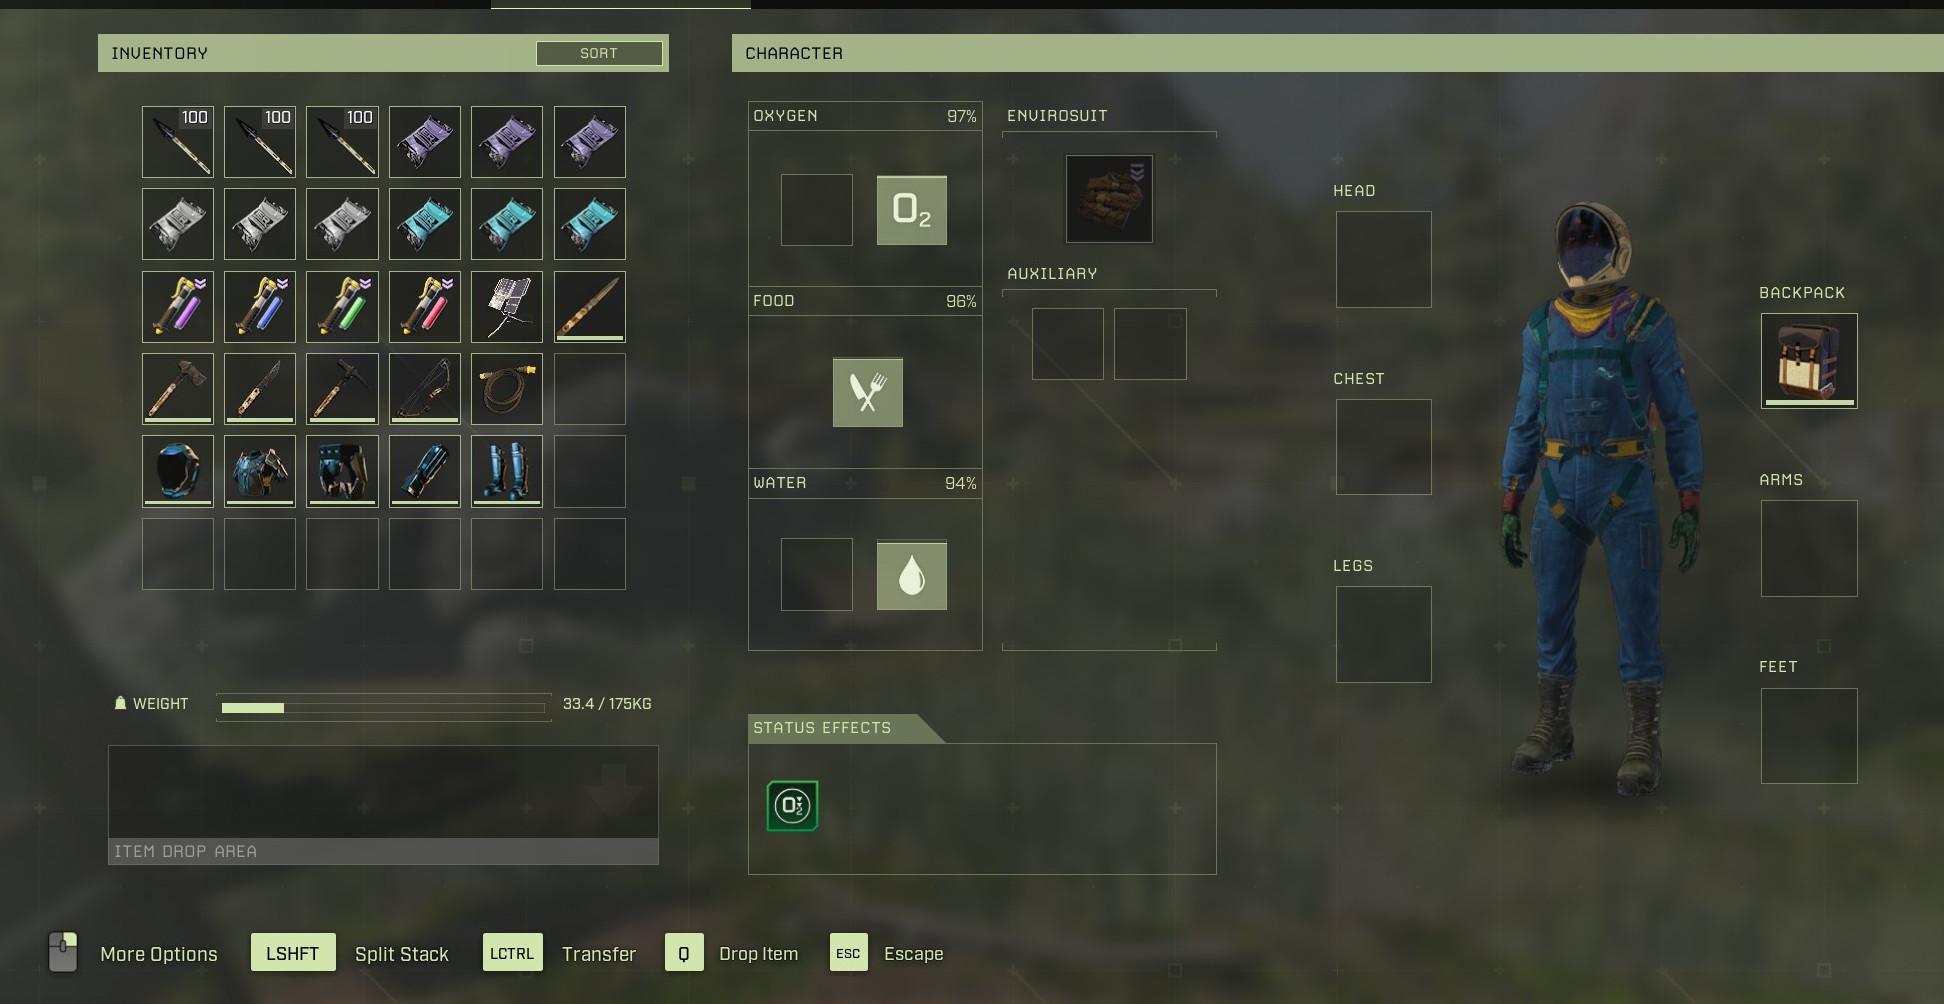 INVENTORY
SORT
CHARACTER
100
100
100
OXYGEN
97%
O2
ENVIROSUIT
AUXILIARY
FOOD
96%
WATER
94%
HEAD
CHEST
LEGS
BACKPACK
ARMS
FEET
WEIGHT
33.4 / 175KG
ITEM DROP AREA
STATUS EFFECTS
O2
More Options
LSHFT
Split Stack
LCTRL
Transfer
Q
Drop Item
ESC
Escape